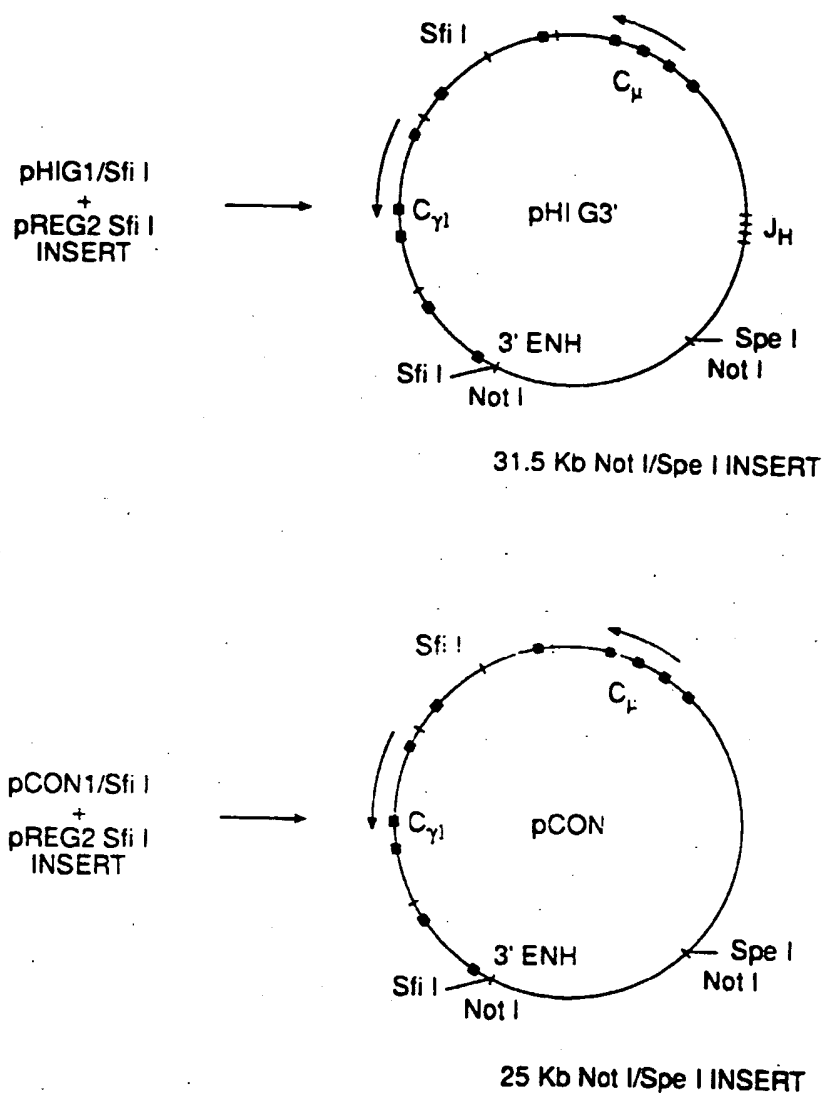 Sfi I
Cμ
pHIG1/Sfi I
+
pREG2 Sfi I
INSERT
Cγ1
pHI G3'
JH
3' ENH
Spe I
Sfi I
Not I
Not I
31.5 Kb Not I/Spe I INSERT
Sfi I
Cμ
pCON1/Sfi I
+
pREG2 Sfi I
INSERT
Cγ1
pCON
3' ENH
Spe I
Sfi I
Not I
Not I
25 Kb Not I/Spe I INSERT